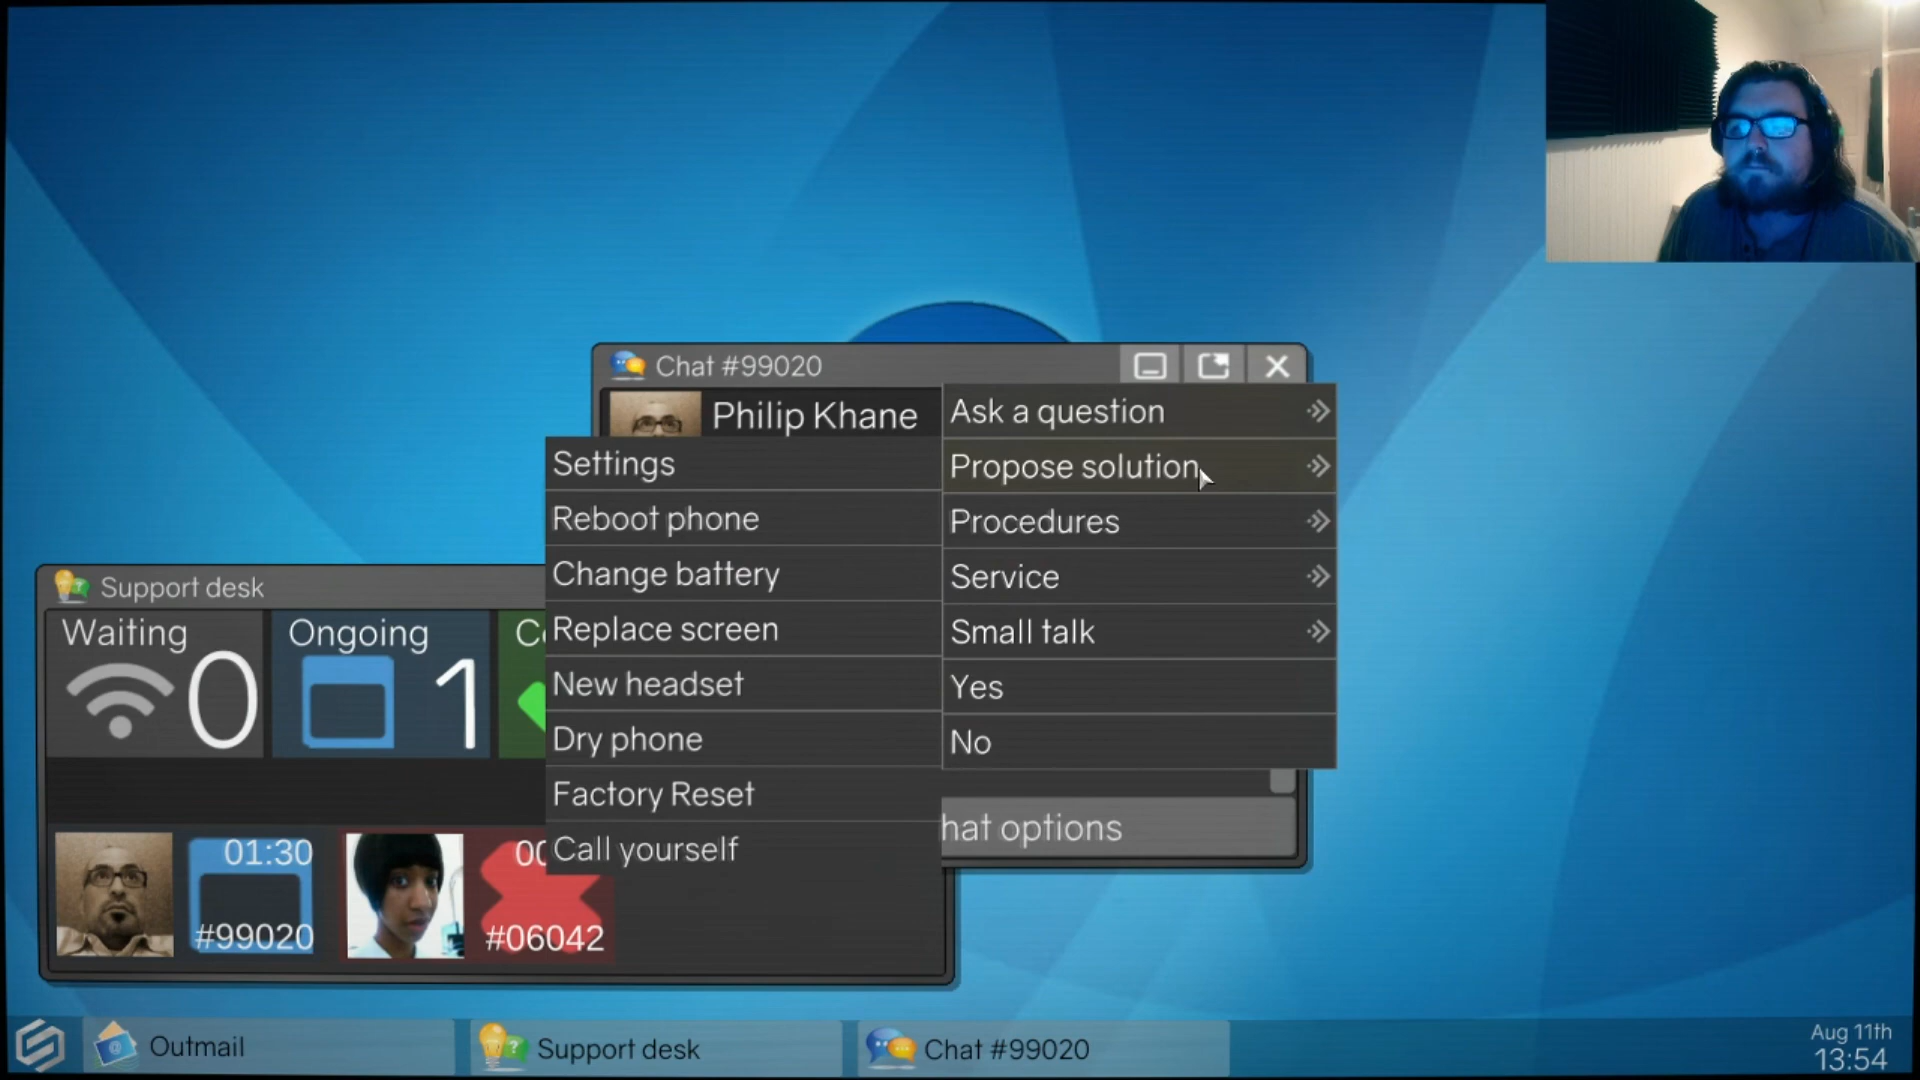 Chat #99020
Philip Khane
Ask a question
Propose solution
Procedures
Service
Small talk
Yes
No
Settings
Reboot phone
Change battery
Replace screen
New headset
Dry phone
Factory Reset
Call yourself
hat options
Support desk
Waiting
0
Ongoing
1
C
01:30
#99020
00
#06042
Outmail
Support desk
Chat #99020
Aug 11th
13:54